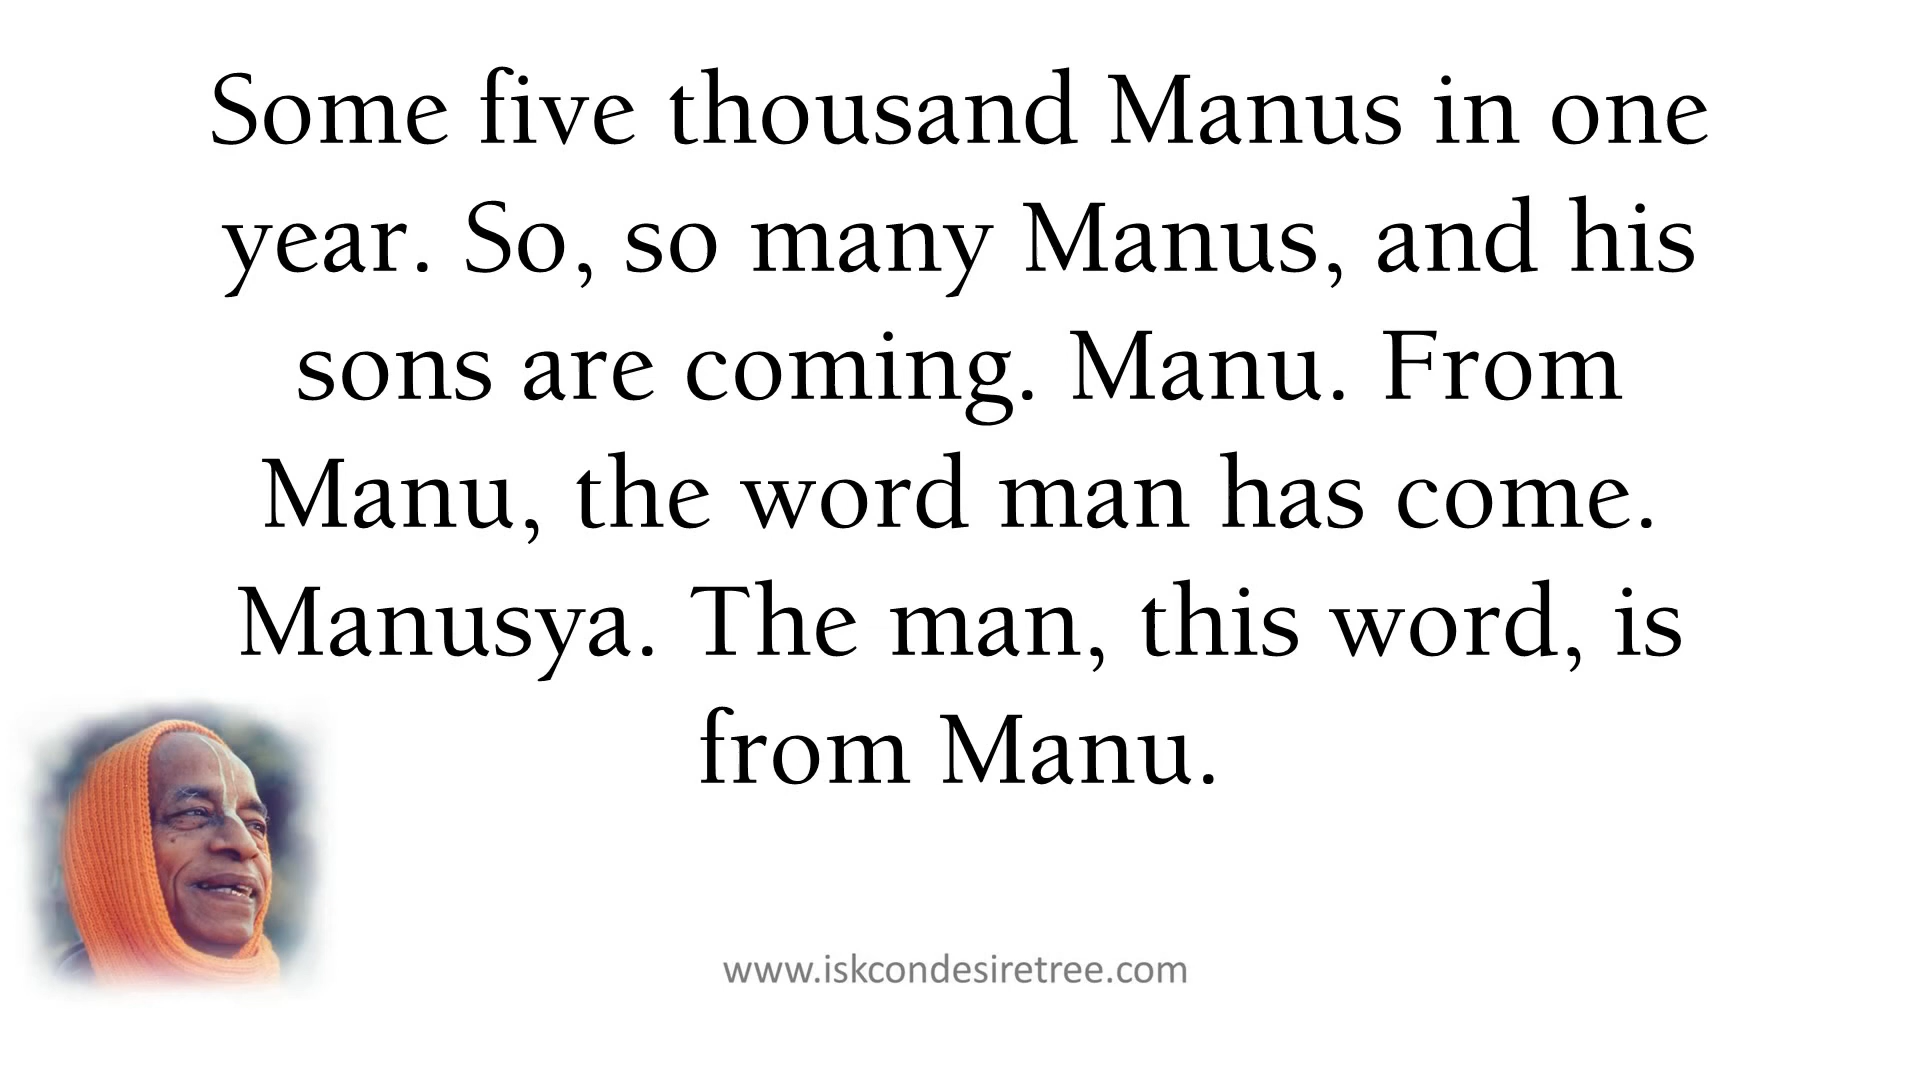 Some five thousand Manus in one
year. So, so many Manus, and his
sons are coming. Manu. From
Manu, the word man has come.
Manusya. The man, this word, is
from Manu.
www.iskcondesiretree.com